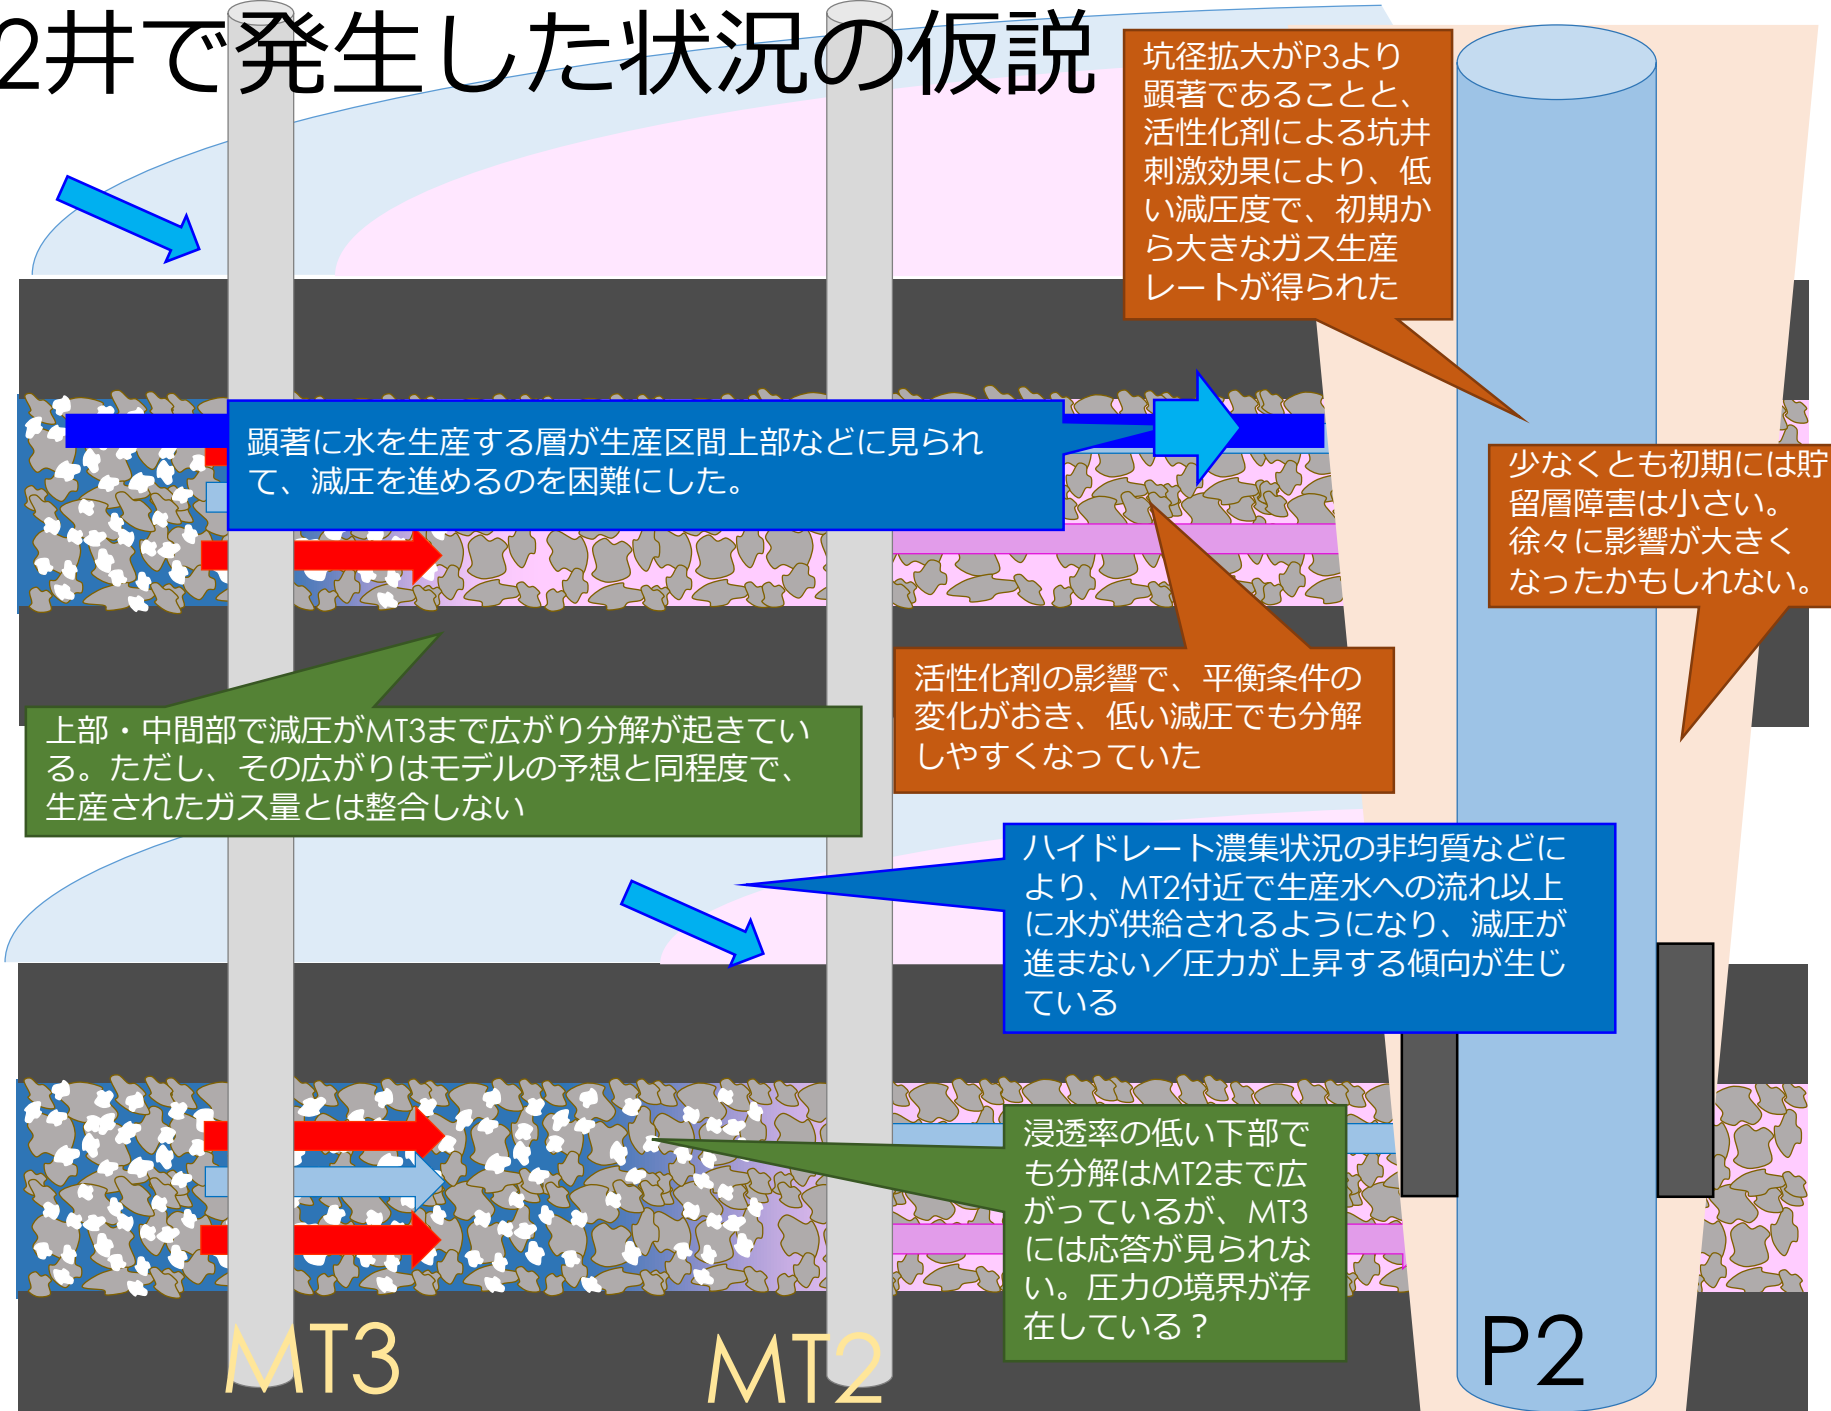 2井で発生した状況の仮説
坑径拡大がP3より
顕著であることと、
活性化剤による坑井
刺激効果により、低
い減圧度で、初期か
ら大きなガス生産
レートが得られた
顕著に水を生産する層が生産区間上部などに見られ
て、減圧を進めるのを困難にした。
少なくとも初期には貯
留層障害は小さい。
徐々に影響が大きく
なったかもしれない。
活性化剤の影響で、平衡条件の
変化がおき、低い減圧でも分解
しやすくなっていた
上部・中間部で減圧がMT3まで広がり分解が起きてい
る。ただし、その広がりはモデルの予想と同程度で、
生産されたガス量とは整合しない
ハイドレート濃集状況の非均質などに
より、MT2付近で生産水への流れ以上
に水が供給されるようになり、減圧が
進まない／圧力が上昇する傾向が生じ
ている
浸透率の低い下部で
も分解はMT2まで広
がっているが、MT3
には応答が見られな
い。圧力の境界が存
在している？
MT3
MT2
P2